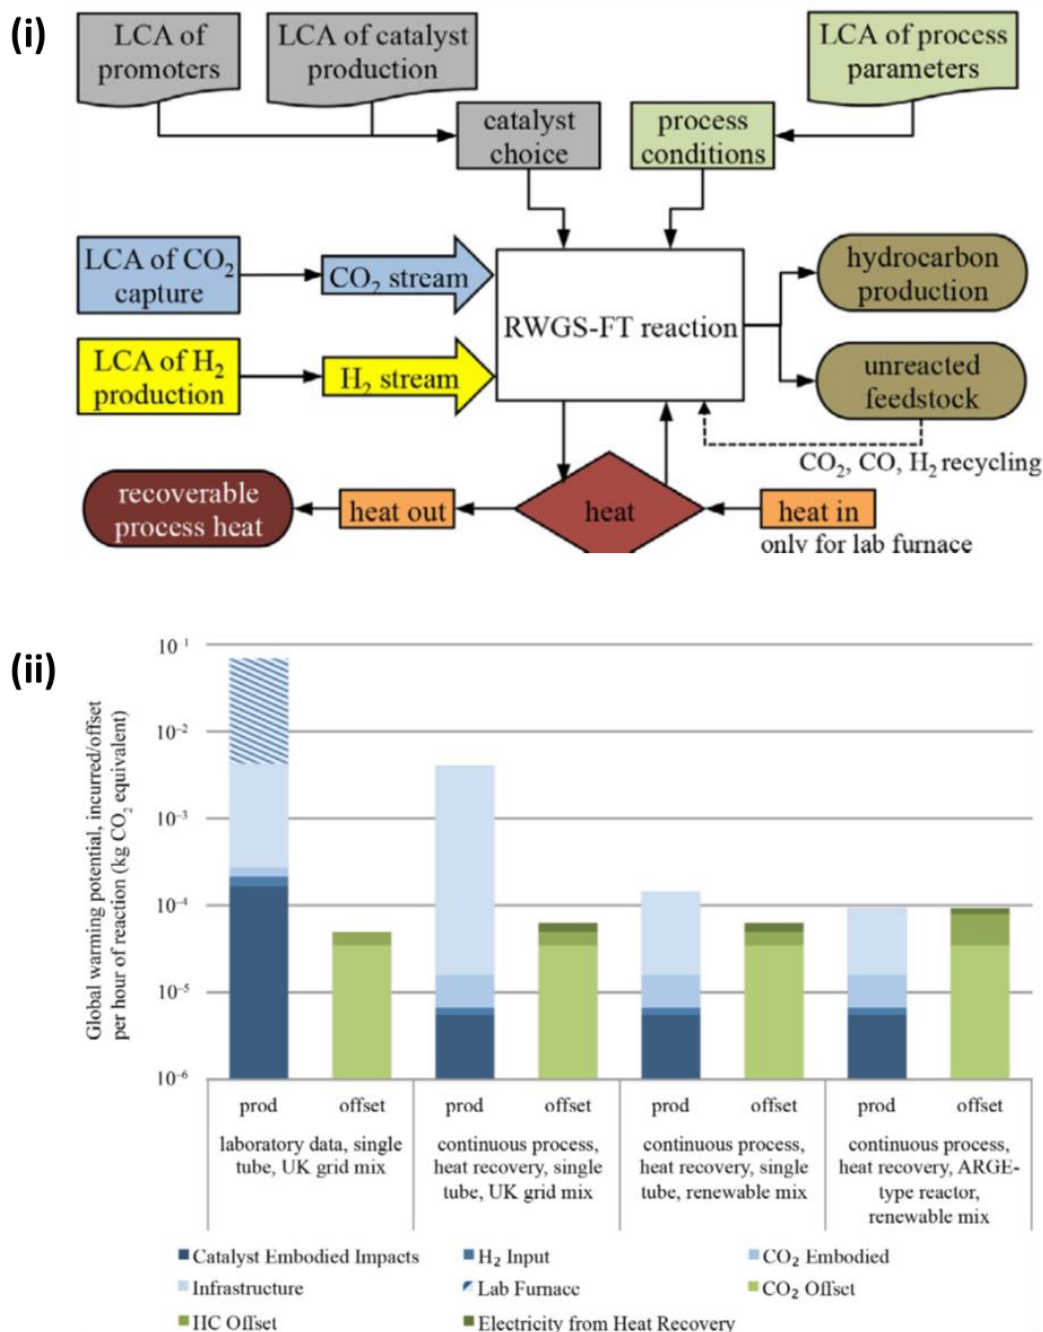 (i)
LCA of
promoters
LCA of catalyst
production
LCA of process
parameters
catalyst
choice
process
conditions
LCA of CO₂
capture
CO₂ stream
RWGS-FT reaction
hydrocarbon
production
LCA of H₂
production
H₂ stream
unreacted
feedstock
CO₂, CO, H₂ recycling
recoverable
process heat
heat out
heat
heat in
only for lab furnace
(ii)
Global warming potential, incurred/offset
per hour of reaction (kg CO₂ equivalent)
10⁻¹
10⁻²
10⁻³
10⁻⁴
10⁻⁵
10⁻⁶
prod
offset
prod
offset
prod
offset
prod
offset
laboratory data, single
tube, UK grid mix
continuous process,
heat recovery, single
tube, UK grid mix
continuous process,
heat recovery, single
tube, renewable mix
continuous process,
heat recovery, ARGE-
type reactor,
renewable mix
Catalyst Embodied Impacts
H₂ Input
CO₂ Embodied
Infrastructure
Lab Furnace
CO₂ Offset
HC Offset
Electricity from Heat Recovery